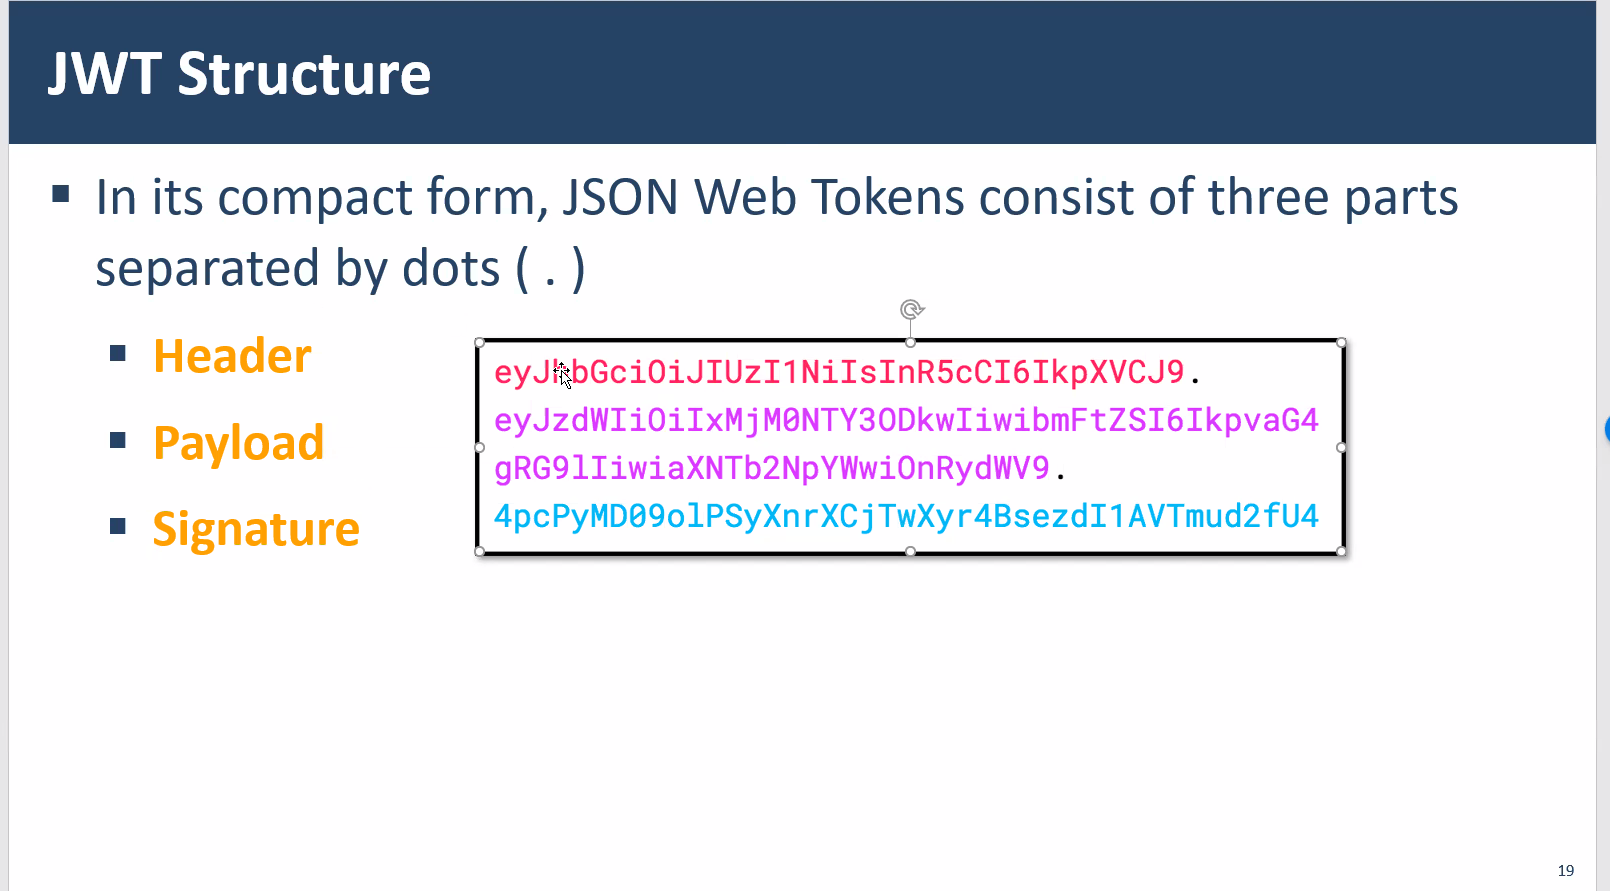 JWT Structure
In its compact form, JSON Web Tokens consist of three parts
separated by dots ( . )
Header
Payload
Signature
eyJhbGciOiJIUzI1NiIsInR5cCI6IkpXVCJ9.
eyJzdWIiOiIxMjM0NTY3ODkwIiwibmFtZSI6IkpvaG4
gRG9lIiwiaXNTb2NpYWwiOnRydWV9.
4pcPyMD09olPSyXnrXCjTwXyr4BsezdI1AVTmud2fU4
19